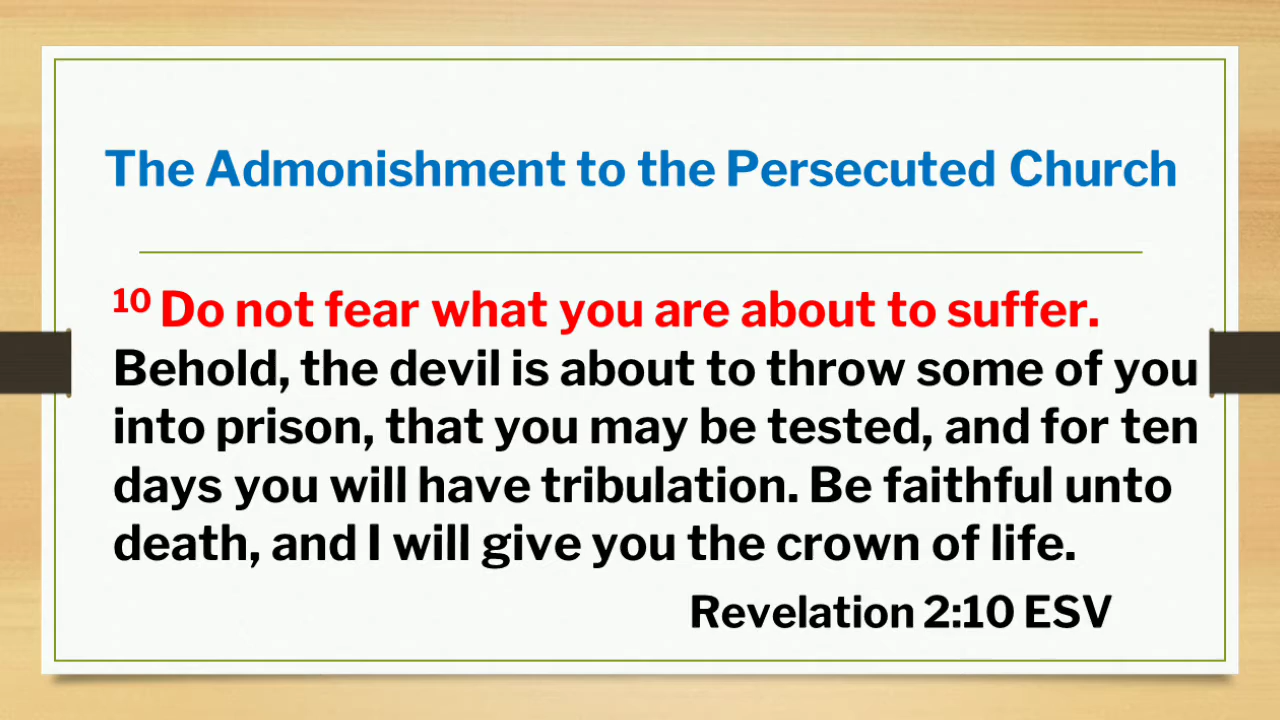 The Admonishment to the Persecuted Church
10 Do not fear what you are about to suffer.
Behold, the devil is about to throw some of you
into prison, that you may be tested, and for ten
days you will have tribulation. Be faithful unto
death, and I will give you the crown of life.
Revelation 2:10 ESV